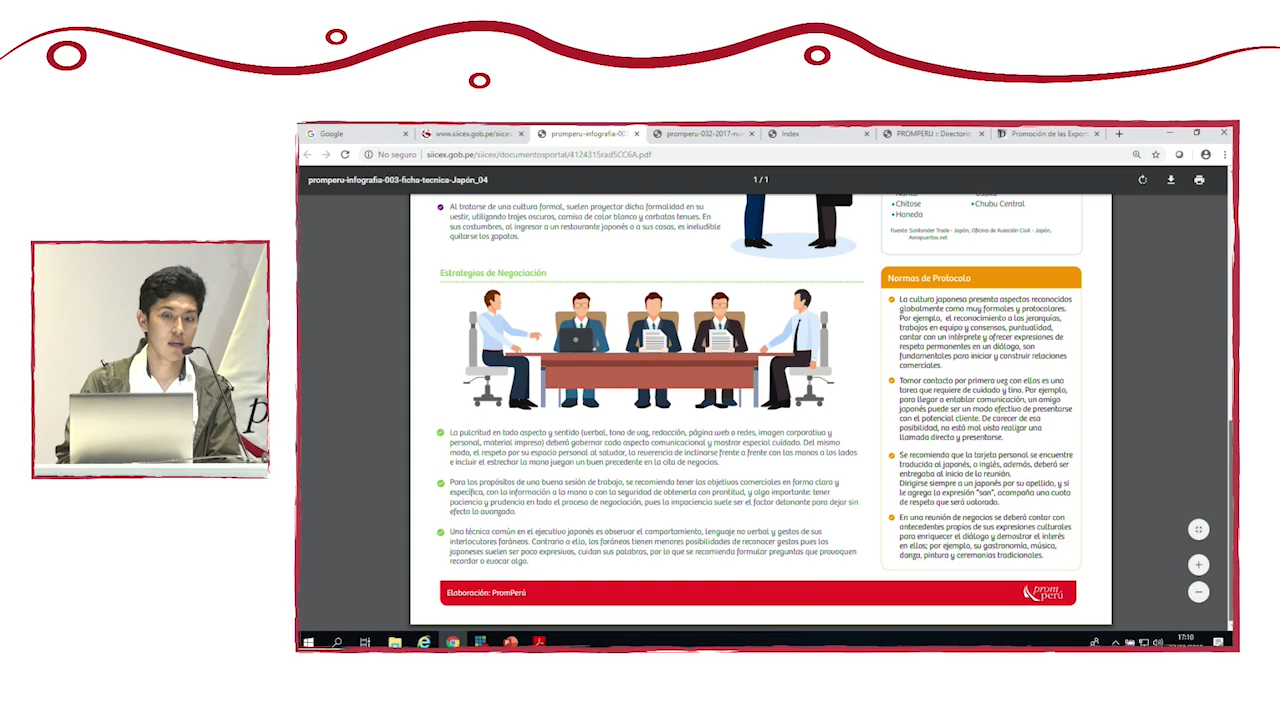 Google
www.siicex.gob.pe/siice
promperu-infografia-00
promperu-032-2017-nu
Index
PROMPERU :: Directorio
Promoción de las Export
No seguro
siicex.gob.pe/siicex/documentosportal/4124315rad5CC6A.pdf
promperu-infografia-003-ficha-tecnica-Japón_04
1 / 1
Al tratarse de una cultura formal, suelen proyectar dicha formalidad en su
vestir, utilizando trajes oscuros, camisa de color blanco y corbatas tenues. En
sus costumbres, al ingresar a un restaurante japonés o a sus casas, es ineludible
quitarse los zapatos.
• Chitose
• Haneda
• Chubu Central
Fuente: Santander Trade - Japón, Oficina de Aviación Civil - Japón,
Aeropuertos.net
Estrategias de Negociación
La pulcritud en todo aspecto y sentido (verbal, tono de voz, redacción, página web o redes, imagen corporativa y
personal, material impreso) deberá gobernar cada aspecto comunicacional y mostrar especial cuidado. Del mismo
modo, el respeto por su espacio personal al saludar, la reverencia de inclinarse frente a frente con las manos a los lados
e incluir el estrechar la mano juegan un buen precedente en la cita de negocios.
Para los propósitos de una buena sesión de trabajo, se recomienda tener los objetivos comerciales en forma clara y
específica, con la información a la mano o con la seguridad de obtenerla con prontitud, y algo importante: tener
paciencia y prudencia en todo el proceso de negociación, pues la impaciencia suele ser el factor detonante para dejar sin
efecto lo avanzado.
Una técnica común en el ejecutivo japonés es observar el comportamiento, lenguaje no verbal y gestos de sus
interlocutores foráneos. Contrario a ello, los foráneos tienen menores posibilidades de reconocer gestos pues los
japoneses suelen ser poco expresivos, cuidan sus palabras, por lo que se recomienda formular preguntas que provoquen
recordar o evocar algo.
Normas de Protocolo
La cultura japonesa presenta aspectos reconocidos
globalmente como muy formales y protocolares.
Por ejemplo, el reconocimiento a las jerarquías,
trabajos en equipo y consensos, puntualidad,
contar con un intérprete y ofrecer expresiones de
respeto permanentes en un diálogo, son
fundamentales para iniciar y construir relaciones
comerciales.
Tomar contacto por primera vez con ellos es una
tarea que requiere de cuidado y tino. Por ejemplo,
para llegar a entablar comunicación, un amigo
japonés puede ser un modo efectivo de presentarse
con el potencial cliente. De carecer de esa
posibilidad, no está mal visto realizar una
llamada directa y presentarse.
Se recomienda que la tarjeta personal se encuentre
traducida al japonés, o inglés, además, deberá ser
entregada al inicio de la reunión.
Dirigirse siempre a un japonés por su apellido, y si
le agrega la expresión "san", acompaña una cuota
de respeto que será valorado.
En una reunión de negocios se deberá contar con
antecedentes propios de sus expresiones culturales
para enriquecer el diálogo y demostrar el interés
en ellos; por ejemplo, su gastronomía, música,
danza, pintura y ceremonias tradicionales.
Elaboración: PromPerú
prom
perú
17:10